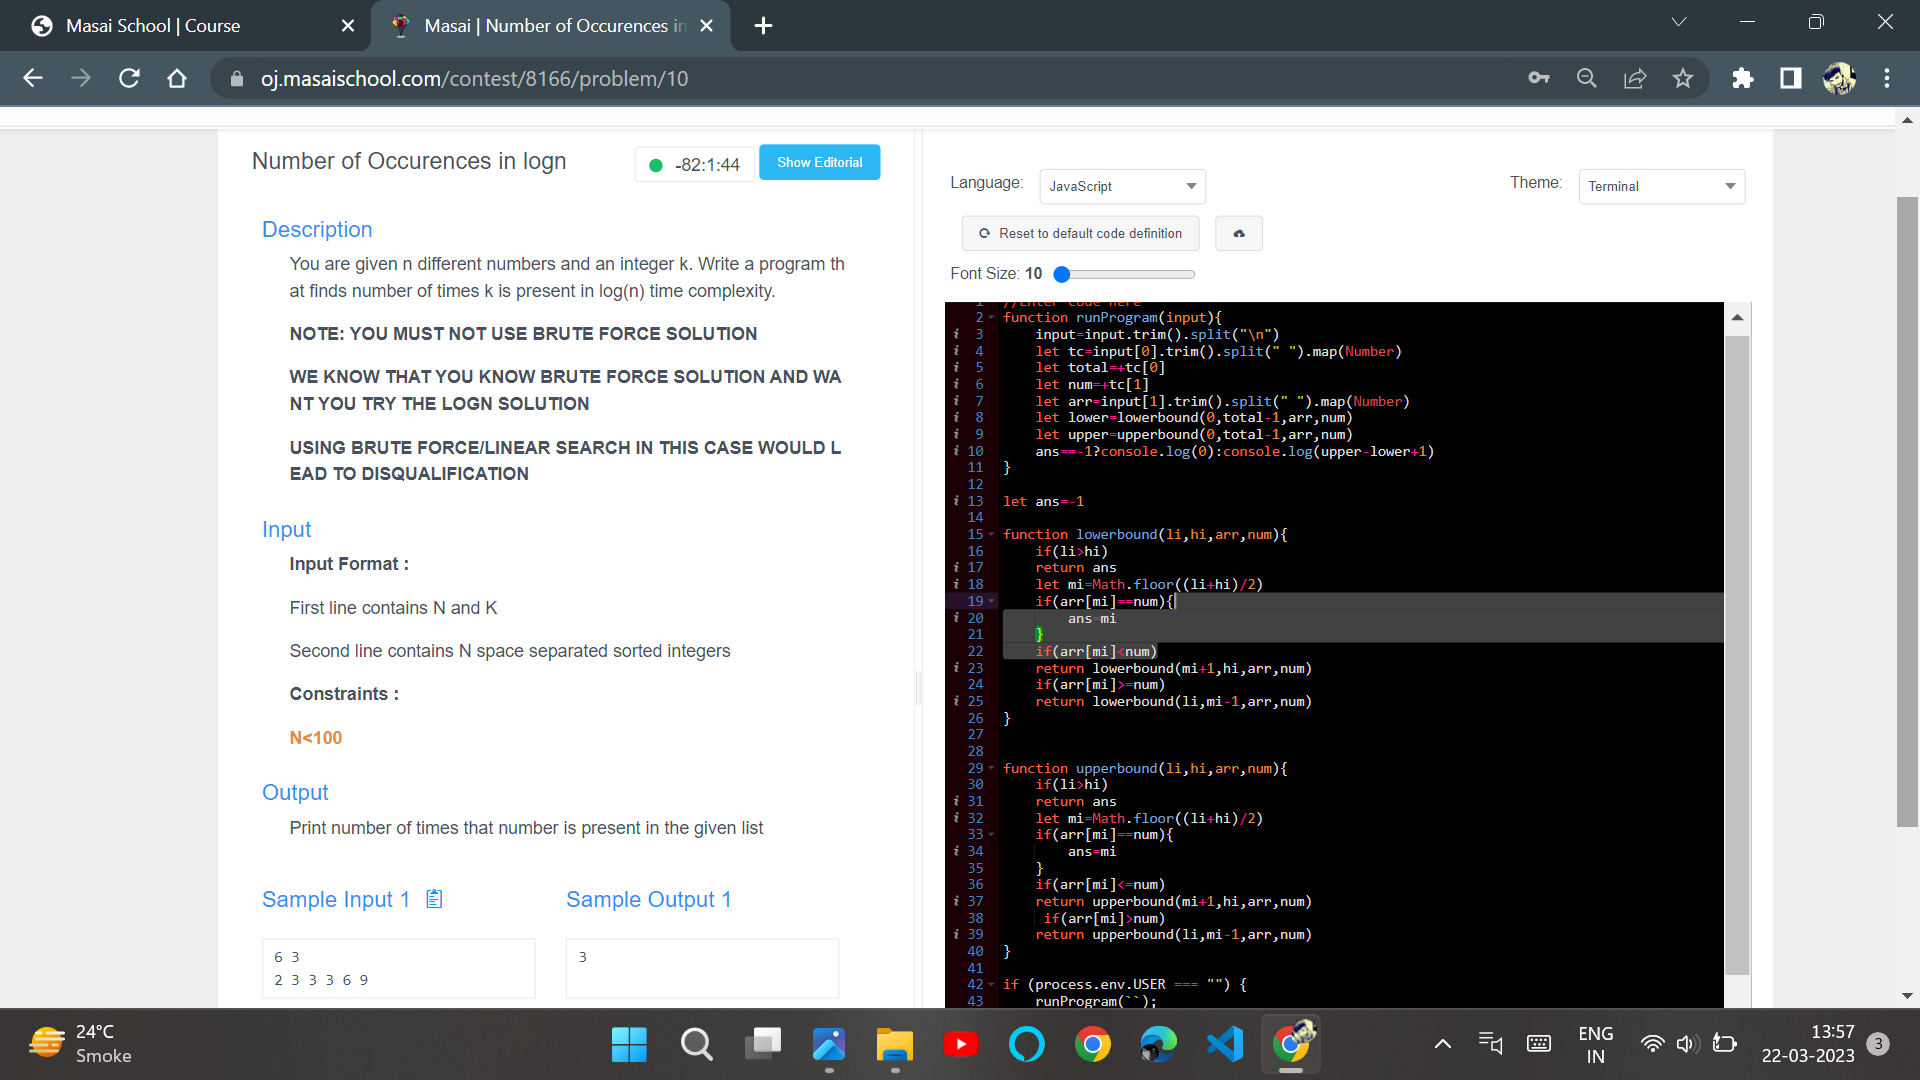 Masai School | Course
Masai | Number of Occurences in
oj.masaischool.com/contest/8166/problem/10
Number of Occurences in logn
-82:1:44
Show Editorial
Description
You are given n different numbers and an integer k. Write a program th
at finds number of times k is present in log(n) time complexity.
NOTE: YOU MUST NOT USE BRUTE FORCE SOLUTION
WE KNOW THAT YOU KNOW BRUTE FORCE SOLUTION AND WA
NT YOU TRY THE LOGN SOLUTION
USING BRUTE FORCE/LINEAR SEARCH IN THIS CASE WOULD L
EAD TO DISQUALIFICATION
Input
Input Format :
First line contains N and K
Second line contains N space separated sorted integers
Constraints :
N<100
Output
Print number of times that number is present in the given list
Sample Input 1
6 3
2 3 3 3 6 9
Sample Output 1
3
Language:
JavaScript
Theme:
Terminal
Reset to default code definition
Font Size: 10
1 //Enter code here
2 function runProgram(input){
3 input=input.trim().split("\n")
4 let tc=input[0].trim().split(" ").map(Number)
5 let total=+tc[0]
6 let num=+tc[1]
7 let arr=input[1].trim().split(" ").map(Number)
8 let lower=lowerbound(0,total-1,arr,num)
9 let upper=upperbound(0,total-1,arr,num)
10 ans==-1?console.log(0):console.log(upper-lower+1)
11 }
12
13 let ans=-1
14
15 function lowerbound(li,hi,arr,num){
16 if(li>hi)
17 return ans
18 let mi=Math.floor((li+hi)/2)
19 if(arr[mi]==num){
20 ans=mi
21 }
22 if(arr[mi]<num)
23 return lowerbound(mi+1,hi,arr,num)
24 if(arr[mi]>=num)
25 return lowerbound(li,mi-1,arr,num)
26 }
27
28
29 function upperbound(li,hi,arr,num){
30 if(li>hi)
31 return ans
32 let mi=Math.floor((li+hi)/2)
33 if(arr[mi]==num){
34 ans=mi
35 }
36 if(arr[mi]<=num)
37 return upperbound(mi+1,hi,arr,num)
38 if(arr[mi]>num)
39 return upperbound(li,mi-1,arr,num)
40 }
41
42 if (process.env.USER === "") {
43 runProgram(``);
24°C
Smoke
ENG
IN
13:57
22-03-2023
3